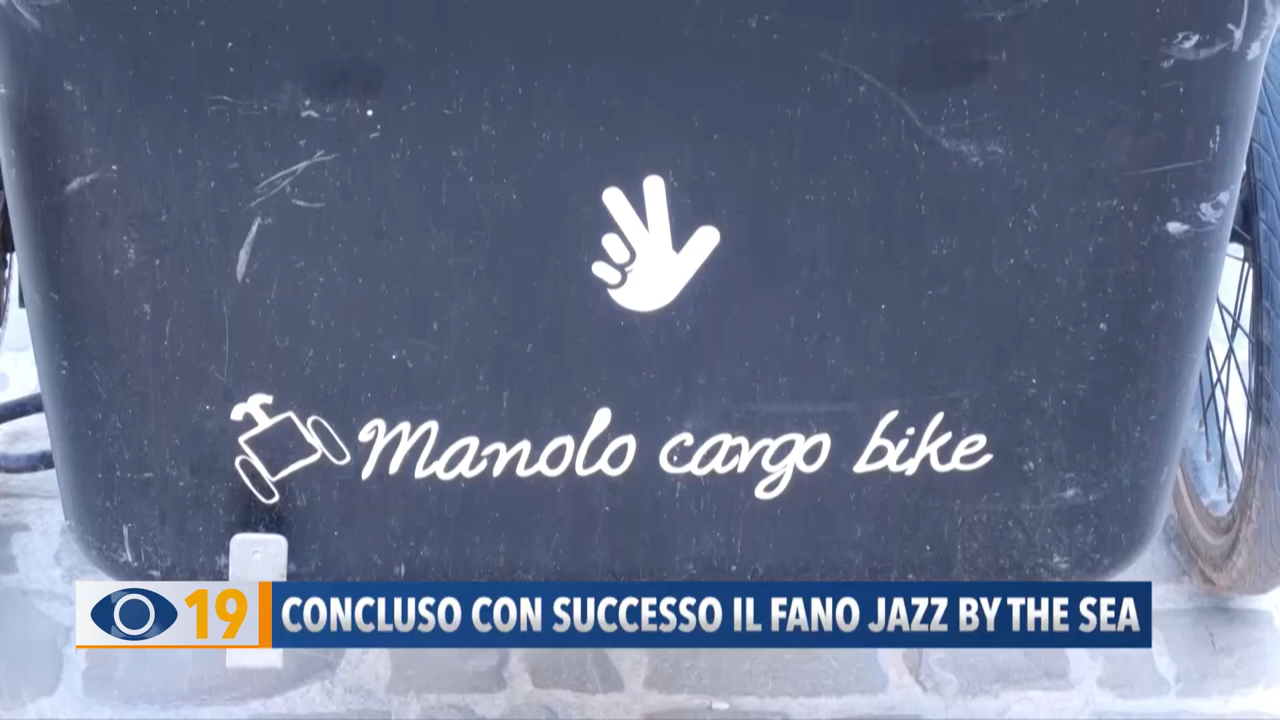 Manolo cargo bike
19 CONCLUSO CON SUCCESSO IL FANO JAZZ BY THE SEA